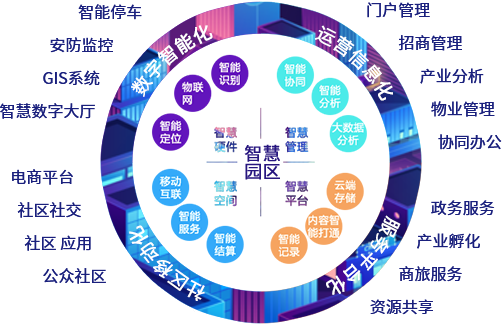 智能停车
安防监控
GIS系统
智慧数字大厅
门户管理
招商管理
产业分析
物业管理
协同办公
数字智能化
运营信息化
智能
识别
物联
网
智能
定位
智能
协同
智能
分析
大数据
分析
智慧
硬件
智慧
管理
智慧
园区
智慧
空间
智慧
平台
移动
互联
智能
服务
智能
结算
云端
存储
内容智
能打通
智能
记录
社区移动化
服务平台化
电商平台
社区社交
社区 应用
公众社区
政务服务
产业孵化
商旅服务
资源共享